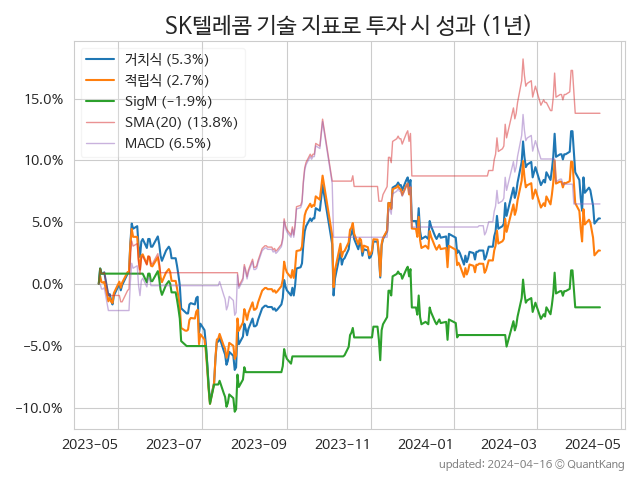 SK텔레콤 기술 지표로 투자 시 성과 (1년)
거치식 (5.3%)
적립식 (2.7%)
SigM (−1.9%)
SMA(20) (13.8%)
MACD (6.5%)
15.0%
10.0%
5.0%
0.0%
−5.0%
−10.0%
2023-05 2023-07 2023-09 2023-11 2024-01 2024-03 2024-05
updated: 2024-04-16 © QuantKang